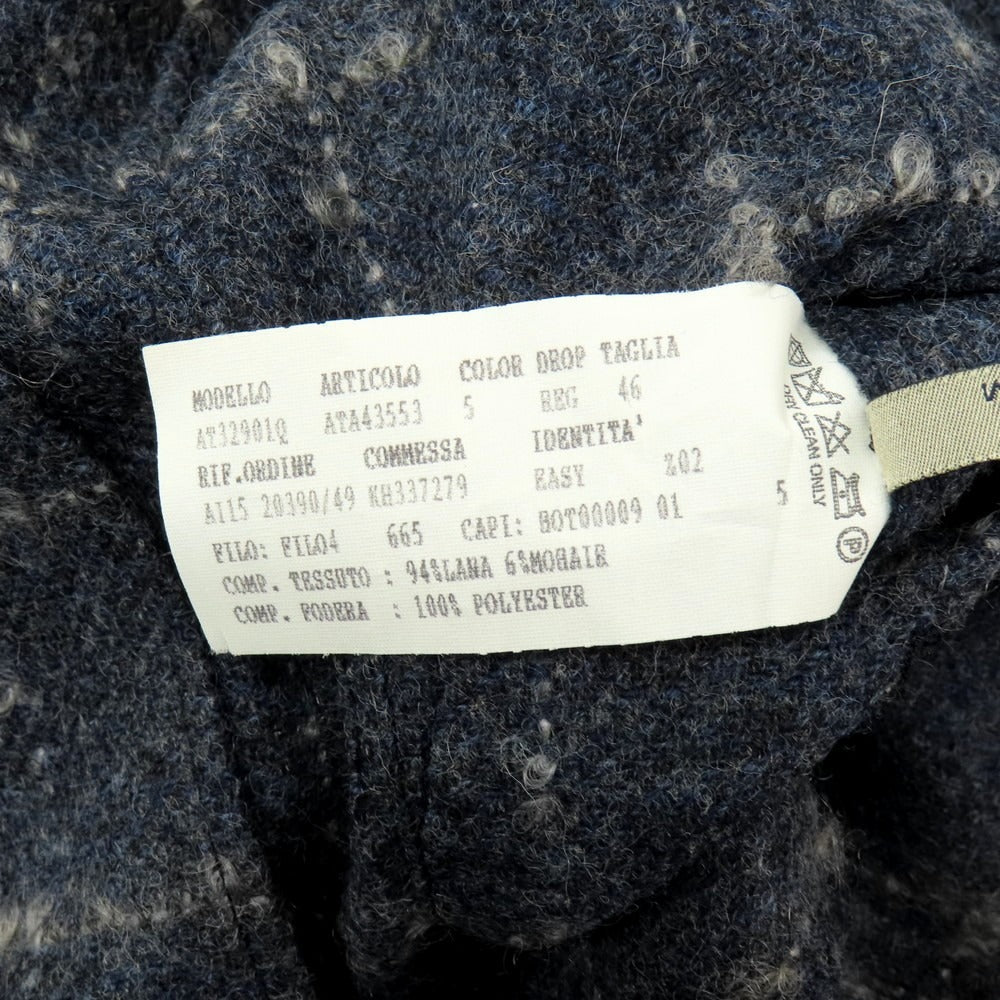 MODELLO ARTICOLO COLOR DROP TAGLIA
AT32901Q ATA43553 5 REG 46
RIF.ORDINE COMMESSA IDENTITA'
AI15 20390/49 KH337279 EASY %02 5
FILO: FILO4 665 CAPI: BOT00009 01
COMP. TESSUTO : 94%LANA 6%MOHAIR
COMP. FODERA : 100% POLYESTER
DRY CLEAN ONLY
P
S